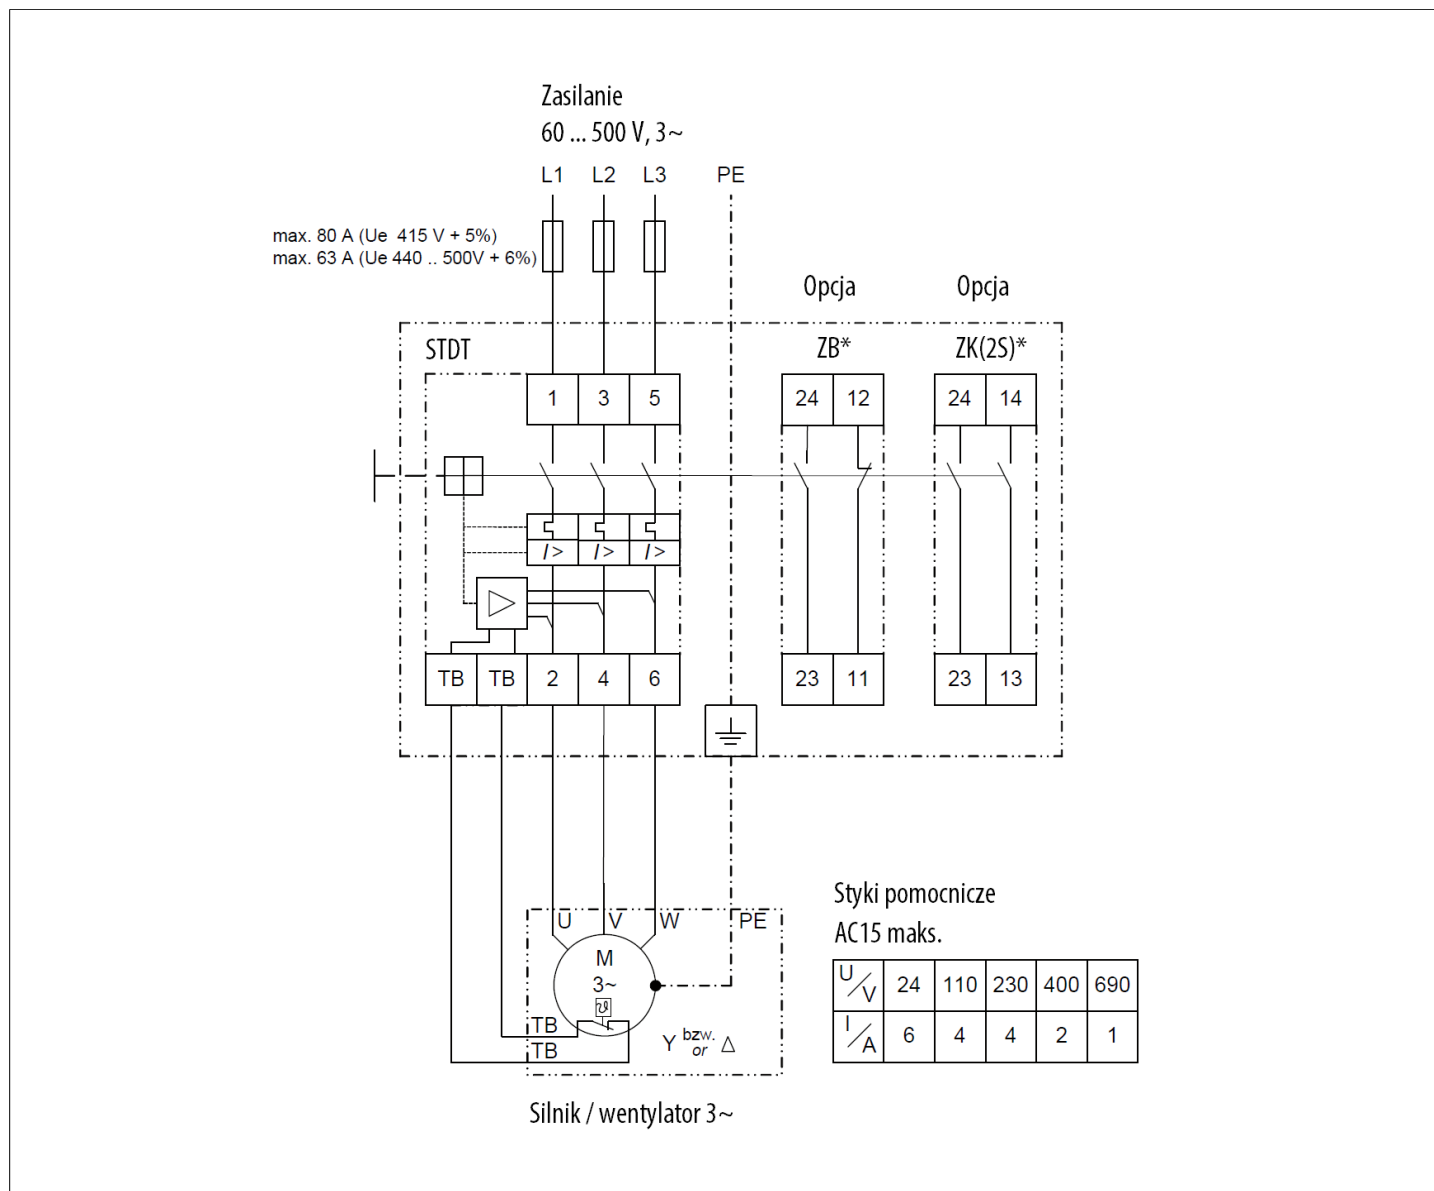 Zasilanie
60 ... 500 V, 3~
L1 L2 L3 PE
max. 80 A (Ue 415 V + 5%)
max. 63 A (Ue 440 .. 500V + 6%)
Opcja Opcja
STDT ZB* ZK(2S)*
1 3 5 24 12 24 14
I > I > I >
TB TB 2 4 6 23 11 23 13
Styki pomocnicze
AC15 maks.
U V W PE
M
3~
ϑ
TB
TB
Y bzw. or △
U/V 24 110 230 400 690
I/A 6 4 4 2 1
Silnik / wentylator 3~